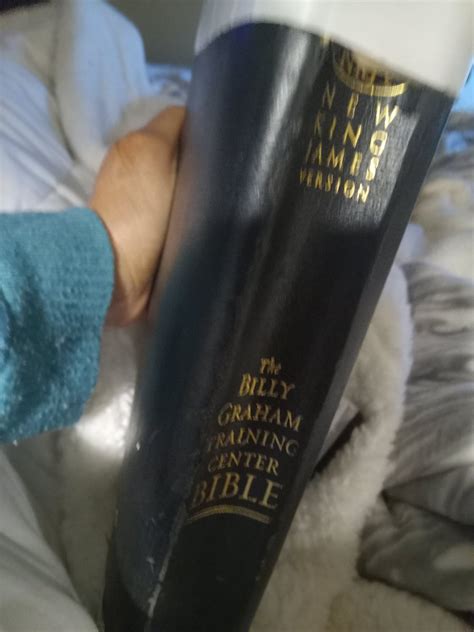 NEW
KING
JAMES
VERSION
The
BILLY
GRAHAM
TRAINING
CENTER
BIBLE